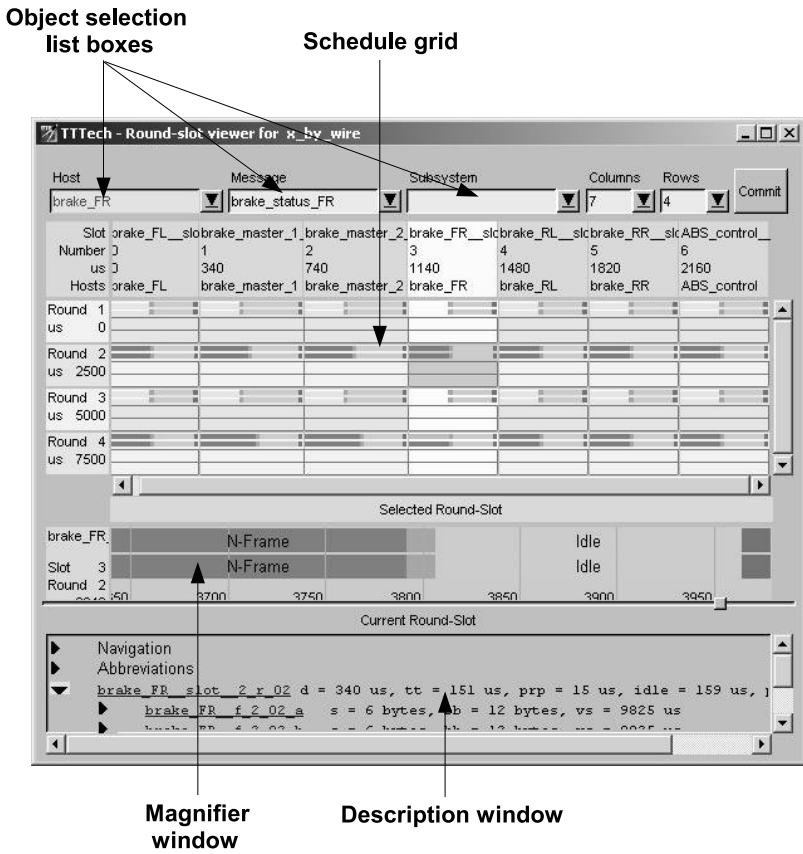 Object selection
list boxes
Schedule grid
TTTech - Round-slot viewer for x_by_wire
Host Message Subsystem Columns Rows
brake_FR brake_status_FR 7 4 Commit
Slot brake_FL__slo brake_master_1_ brake_master_2_ brake_FR__slo brake_RL__slo brake_RR__slo ABS_control_
Number 0 1 2 3 4 5 6
us 0 340 740 1140 1480 1820 2160
Hosts brake_FL brake_master_1 brake_master_2 brake_FR brake_RL brake_RR ABS_control
Round 1
us 0
Round 2
us 2500
Round 3
us 5000
Round 4
us 7500
Selected Round-Slot
brake_FR_ N-Frame Idle
Slot 3 N-Frame Idle
Round 2
3700 3750 3800 3850 3900 3950
Current Round-Slot
Navigation
Abbreviations
brake_FR__slot__2_r_02 d = 340 us, tt = 151 us, prp = 15 us, idle = 159 us,
brake_FR__f_2_02_a s = 6 bytes, bb = 12 bytes, vs = 9825 us
Magnifier
window
Description window